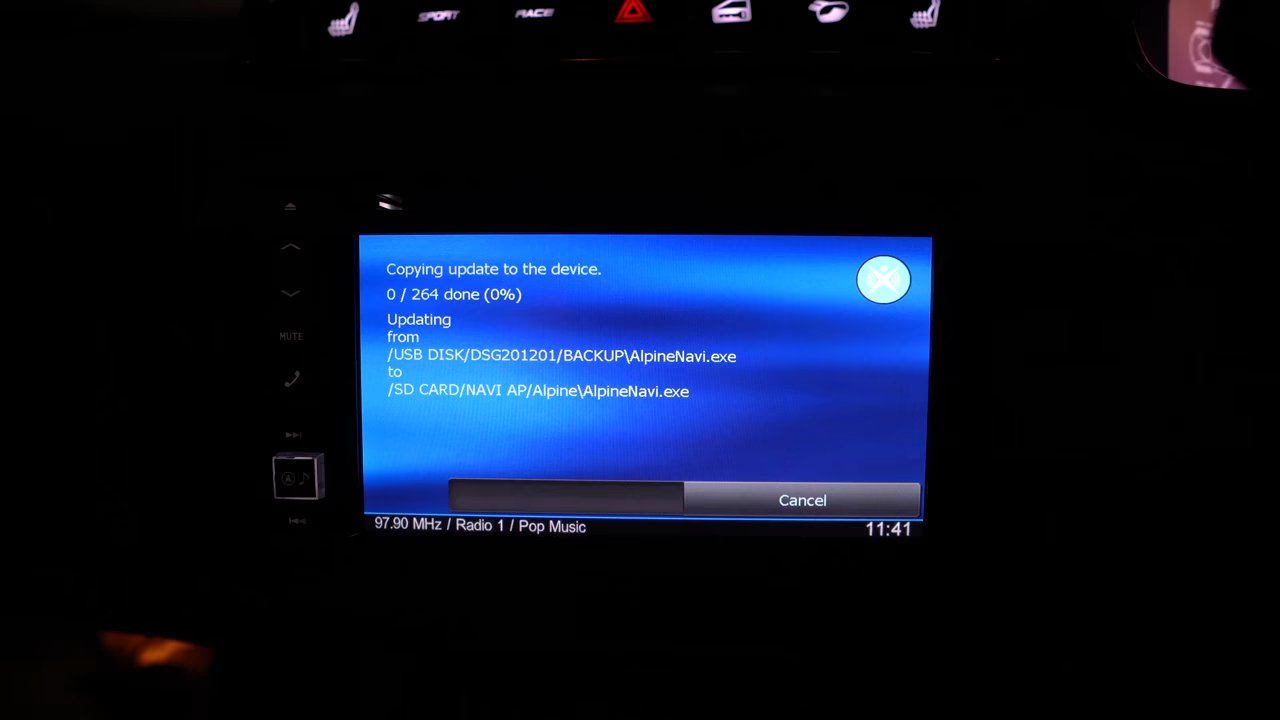 SPORT RACE
Copying update to the device.
0 / 264 done (0%)
Updating
from
/USB DISK/DSG201201/BACKUP\AlpineNavi.exe
to
/SD CARD/NAVI AP/Alpine\AlpineNavi.exe
MUTE
A
Cancel
97.90 MHz / Radio 1 / Pop Music
11:41